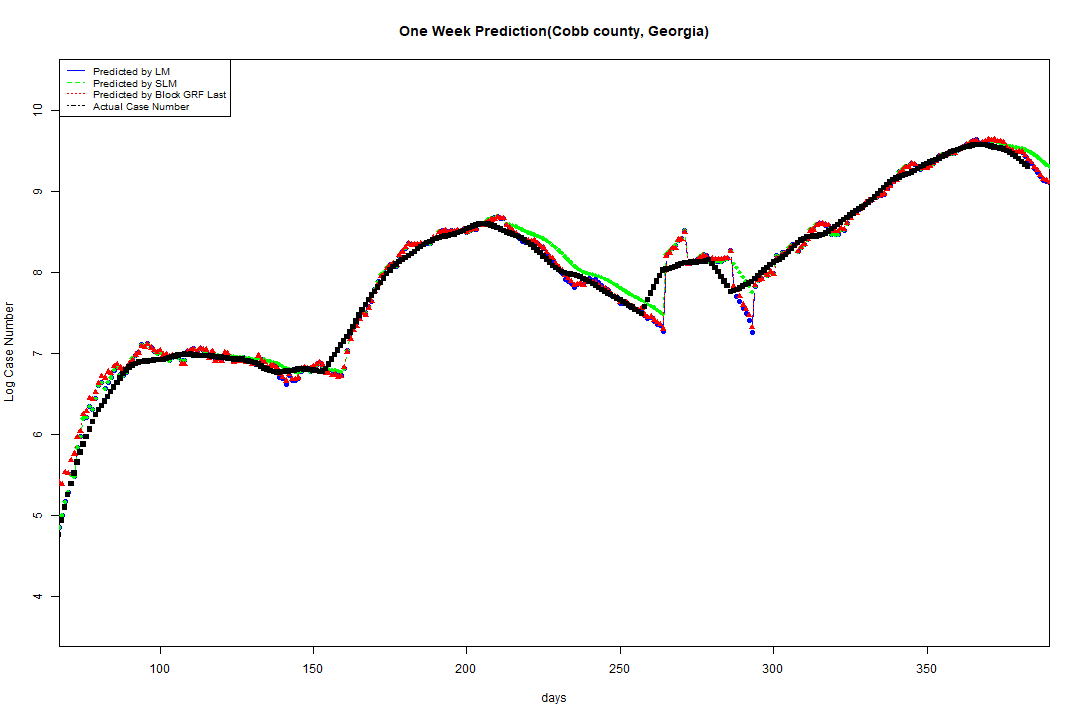 One Week Prediction(Cobb county, Georgia)
Predicted by LM
Predicted by SLM
Predicted by Block GRF Last
Actual Case Number
10
9
8
7
6
5
4
Log Case Number
100 150 200 250 300 350
days